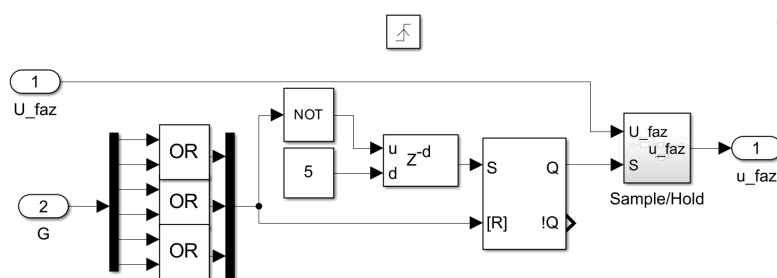 1
U_faz
NOT
OR
u
Z-d
d
5
U_faz
u_faz
S
1
u_faz
Sample/Hold
S
Q
[R]
!Q
OR
2
G
OR